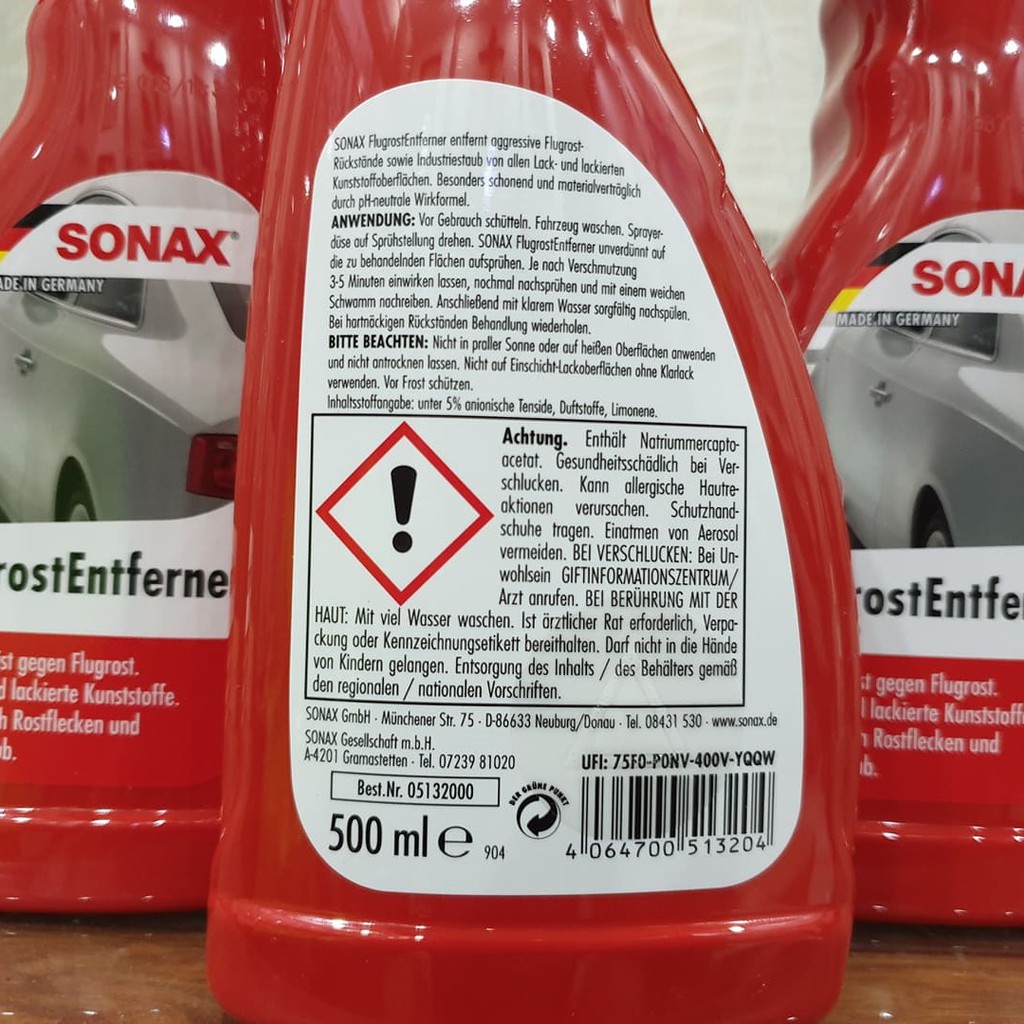 SONAX FlugrostEntferner entfernt aggressive Flugrost-
Rückstände sowie Industriestaub von allen Lack- und lackierten
Kunststoffoberflächen. Besonders schonend und materialverträglich
durch pH-neutrale Wirkformel.
ANWENDUNG: Vor Gebrauch schütteln. Fahrzeug waschen. Sprayer-
düse auf Sprühstellung drehen. SONAX FlugrostEntferner unverdünnt auf
die zu behandelnden Flächen aufsprühen. Je nach Verschmutzung
3-5 Minuten einwirken lassen, nochmal nachsprühen und mit einem weichen
Schwamm nachreiben. Anschließend mit klarem Wasser sorgfältig nachspülen.
Bei hartnäckigen Rückständen Behandlung wiederholen.
BITTE BEACHTEN: Nicht in praller Sonne oder auf heißen Oberflächen anwenden
und nicht antrocknen lassen. Nicht auf Einschicht-Lackoberflächen ohne Klarlack
verwenden. Vor Frost schützen.
Inhaltsstoffangabe: unter 5% anionische Tenside, Duftstoffe, Limonene.
Achtung. Enthält Natriummercapto-
acetat. Gesundheitsschädlich bei Ver-
schlucken. Kann allergische Hautre-
aktionen verursachen. Schutzhand-
schuhe tragen. Einatmen von Aerosol
vermeiden. BEI VERSCHLUCKEN: Bei Un-
wohlsein GIFTINFORMATIONSZENTRUM/
Arzt anrufen. BEI BERÜHRUNG MIT DER
HAUT: Mit viel Wasser waschen. Ist ärztlicher Rat erforderlich, Verpa-
ckung oder Kennzeichnungsetikett bereithalten. Darf nicht in die Hände
von Kindern gelangen. Entsorgung des Inhalts / des Behälters gemäß
den regionalen / nationalen Vorschriften.
SONAX GmbH · Münchener Str. 75 · D-86633 Neuburg/Donau · Tel. 08431 530 · www.sonax.de
SONAX Gesellschaft m.b.H.
A-4201 Gramastetten · Tel. 07239 81020
UFI: 75F0-P0NV-400V-YQQW
Best.Nr. 05132000
DER GRÜNE PUNKT
500 ml e
904
4 064700 513204
SONAX®
MADE IN GERMANY
rostEntferne
st gegen Flugrost.
d lackierte Kunststoffe.
h Rostflecken und
ub.
SONA
MADE IN GERMANY
rostEntfe
st gegen Flugrost.
lackierte Kunststoff
Rostflecken und
ub.